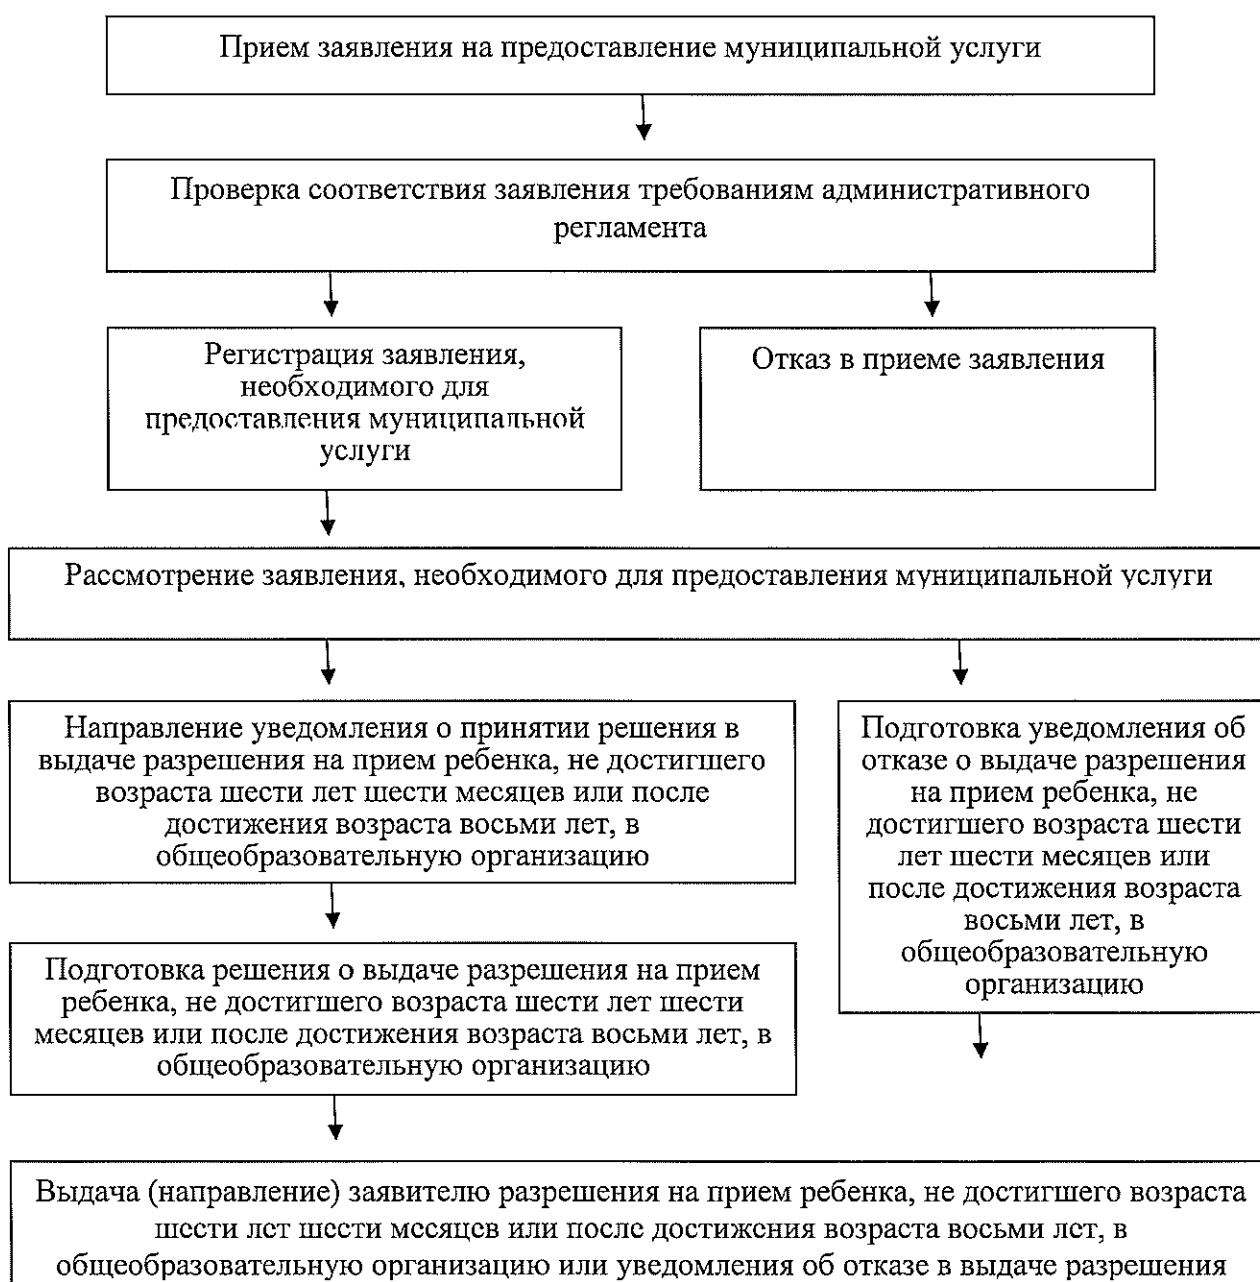 Прием заявления на предоставление муниципальной услуги
Проверка соответствия заявления требованиям административного
регламента
Регистрация заявления,
необходимого для
предоставления муниципальной
услуги
Отказ в приеме заявления
Рассмотрение заявления, необходимого для предоставления муниципальной услуги
Направление уведомления о принятии решения в
выдаче разрешения на прием ребенка, не достигшего
возраста шести лет шести месяцев или после
достижения возраста восьми лет, в
общеобразовательную организацию
Подготовка уведомления об
отказе о выдаче разрешения
на прием ребенка, не
достигшего возраста шести
лет шести месяцев или
после достижения возраста
восьми лет, в
общеобразовательную
организацию
Подготовка решения о выдаче разрешения на прием
ребенка, не достигшего возраста шести лет шести
месяцев или после достижения возраста восьми лет, в
общеобразовательную организацию
Выдача (направление) заявителю разрешения на прием ребенка, не достигшего возраста
шести лет шести месяцев или после достижения возраста восьми лет, в
общеобразовательную организацию или уведомления об отказе в выдаче разрешения